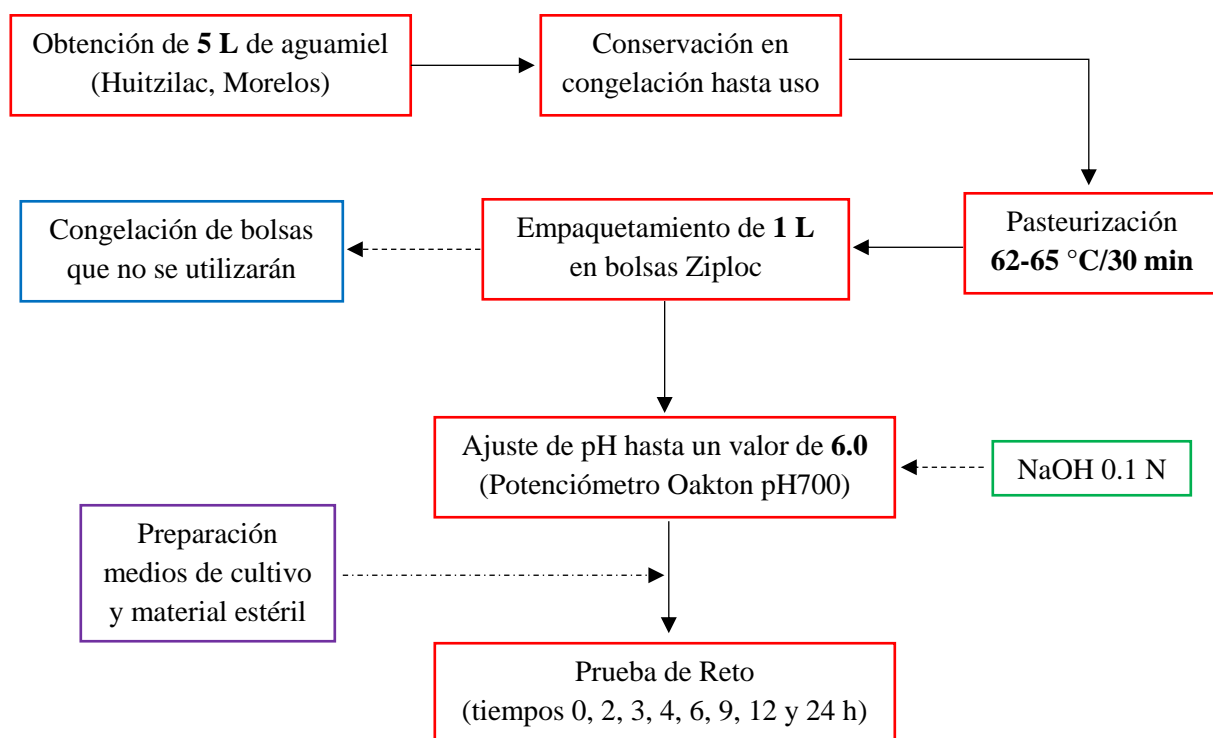 Obtención de 5 L de aguamiel
(Huitzilac, Morelos)
Conservación en
congelación hasta uso
Pasteurización
62-65 °C/30 min
Empaquetamiento de 1 L
en bolsas Ziploc
Congelación de bolsas
que no se utilizarán
Ajuste de pH hasta un valor de 6.0
(Potenciómetro Oakton pH700)
NaOH 0.1 N
Preparación
medios de cultivo
y material estéril
Prueba de Reto
(tiempos 0, 2, 3, 4, 6, 9, 12 y 24 h)